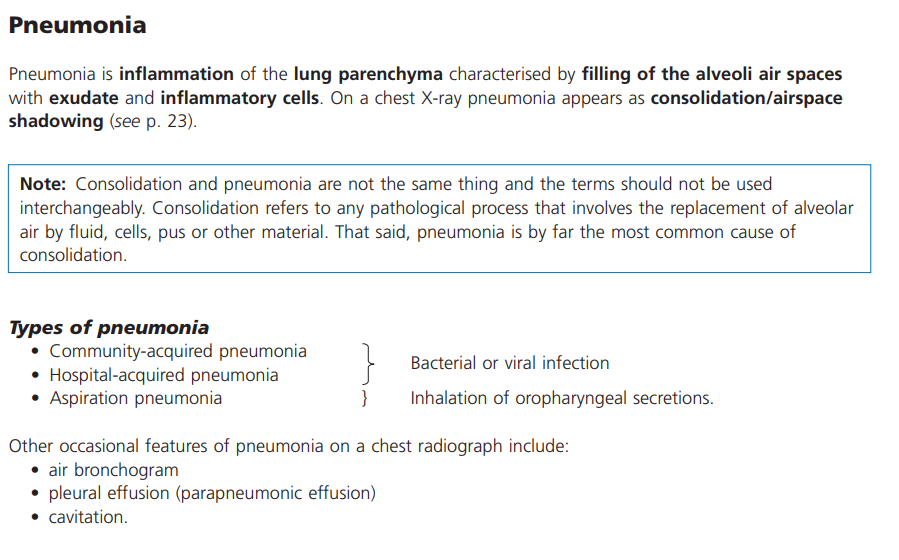 Pneumonia
Pneumonia is inflammation of the lung parenchyma characterised by filling of the alveoli air spaces
with exudate and inflammatory cells. On a chest X-ray pneumonia appears as consolidation/airspace
shadowing (see p. 23).
Note: Consolidation and pneumonia are not the same thing and the terms should not be used
interchangeably. Consolidation refers to any pathological process that involves the replacement of alveolar
air by fluid, cells, pus or other material. That said, pneumonia is by far the most common cause of
consolidation.
Types of pneumonia
• Community-acquired pneumonia
• Hospital-acquired pneumonia
} Bacterial or viral infection
• Aspiration pneumonia } Inhalation of oropharyngeal secretions.
Other occasional features of pneumonia on a chest radiograph include:
• air bronchogram
• pleural effusion (parapneumonic effusion)
• cavitation.